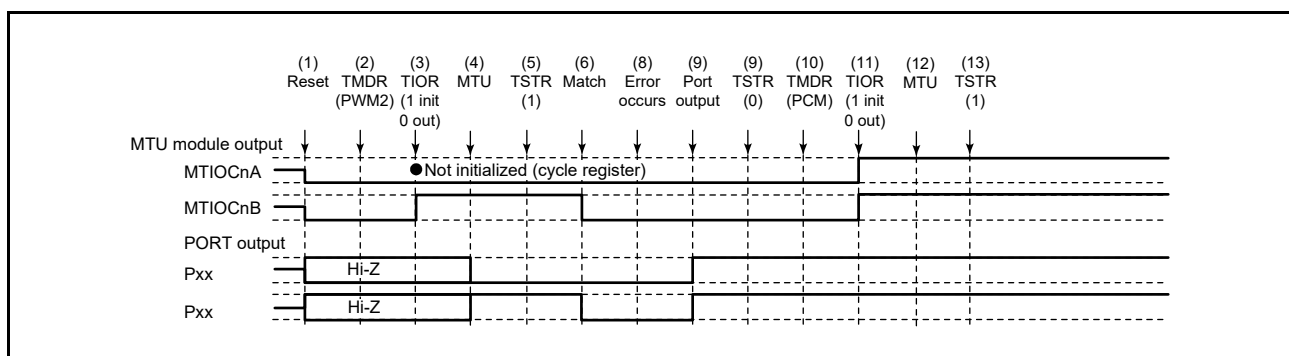 (1) (2) (3) (4) (5) (6) (8) (9) (9) (10) (11) (12) (13)
Reset TMDR TIOR MTU TSTR Match Error Port TSTR TMDR TIOR MTU TSTR
(PWM2) (1 init (1) occurs output (0) (PCM) (1 init (1)
0 out) 0 out)
MTU module output
MTIOCnA
Not initialized (cycle register)
MTIOCnB
PORT output
Pxx Hi-Z
Pxx Hi-Z